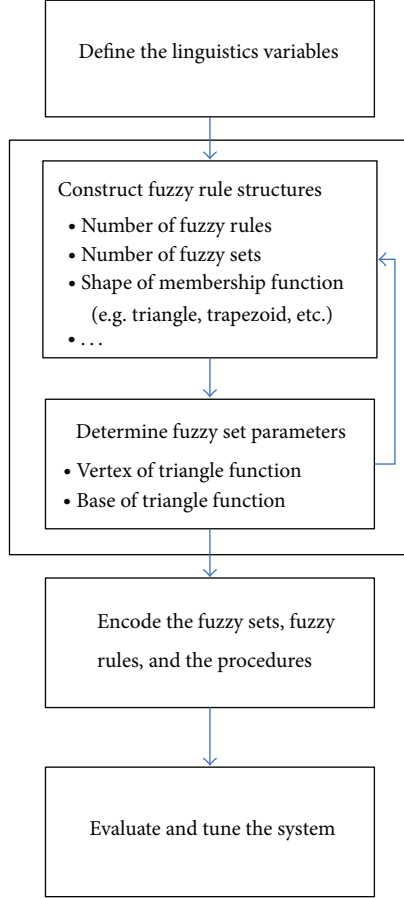 Define the linguistics variables
Construct fuzzy rule structures
• Number of fuzzy rules
• Number of fuzzy sets
• Shape of membership function
(e.g. triangle, trapezoid, etc.)
• . . .
Determine fuzzy set parameters
• Vertex of triangle function
• Base of triangle function
Encode the fuzzy sets, fuzzy
rules, and the procedures
Evaluate and tune the system